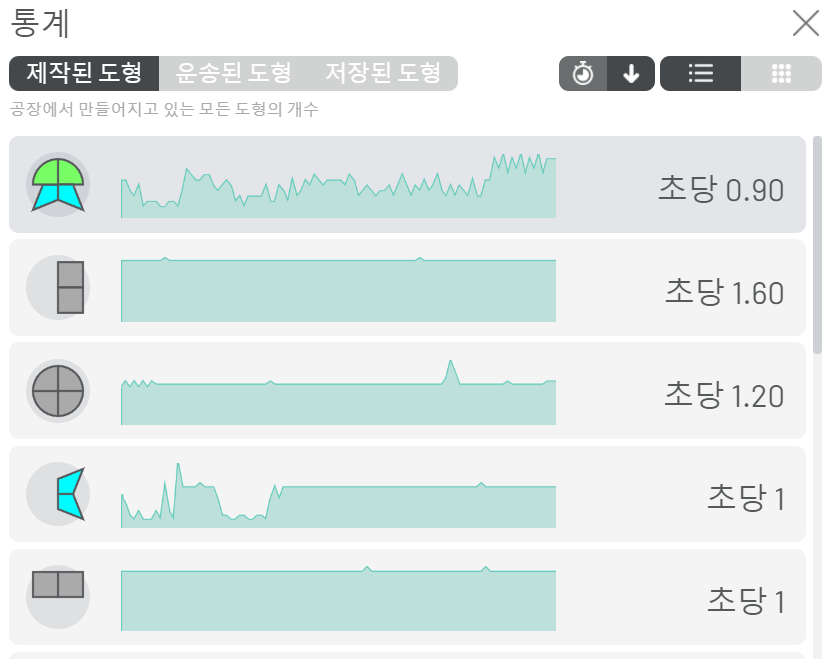 통계
제작된 도형 운송된 도형 저장된 도형
공장에서 만들어지고 있는 모든 도형의 개수
초당 0.90
초당 1.60
초당 1.20
초당 1
초당 1